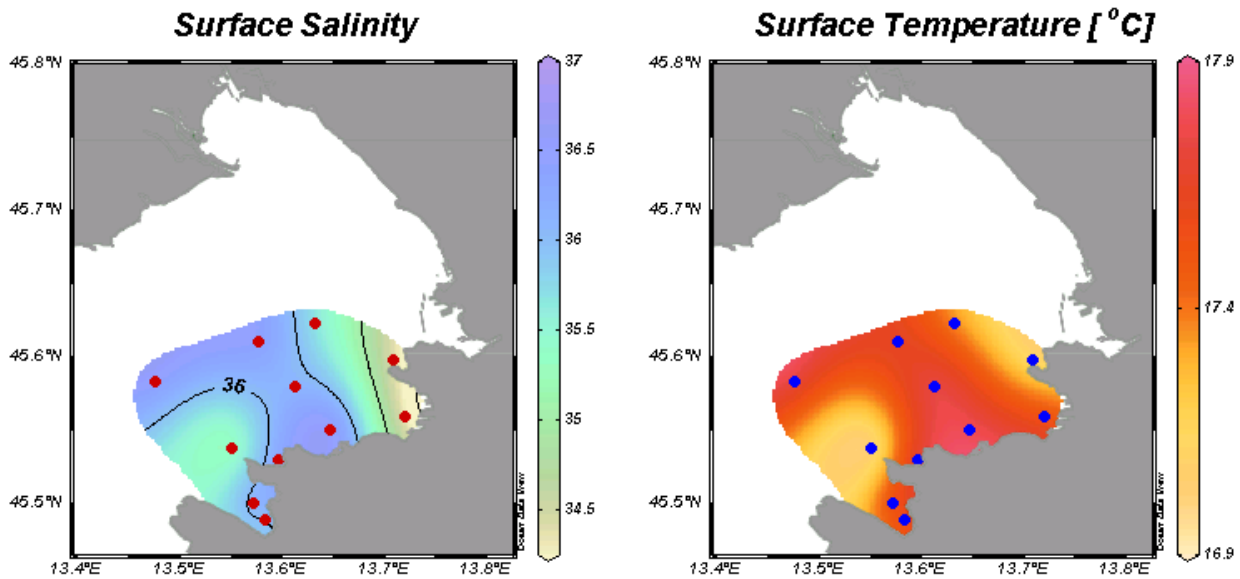 Surface Salinity
45.8°N
45.7°N
45.6°N
45.5°N
13.4°E 13.5°E 13.6°E 13.7°E 13.8°E
36
37
36.5
36
35.5
35
34.5
Ocean Data View
Surface Temperature [°C]
45.8°N
45.7°N
45.6°N
45.5°N
13.4°E 13.5°E 13.6°E 13.7°E 13.8°E
17.9
17.4
16.9
Ocean Data View